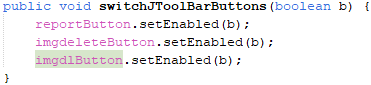 public void switchJToolBarButtons(boolean b) {
    reportButton.setEnabled(b);
    imgdeleteButton.setEnabled(b);
    imgdlButton.setEnabled(b);
}